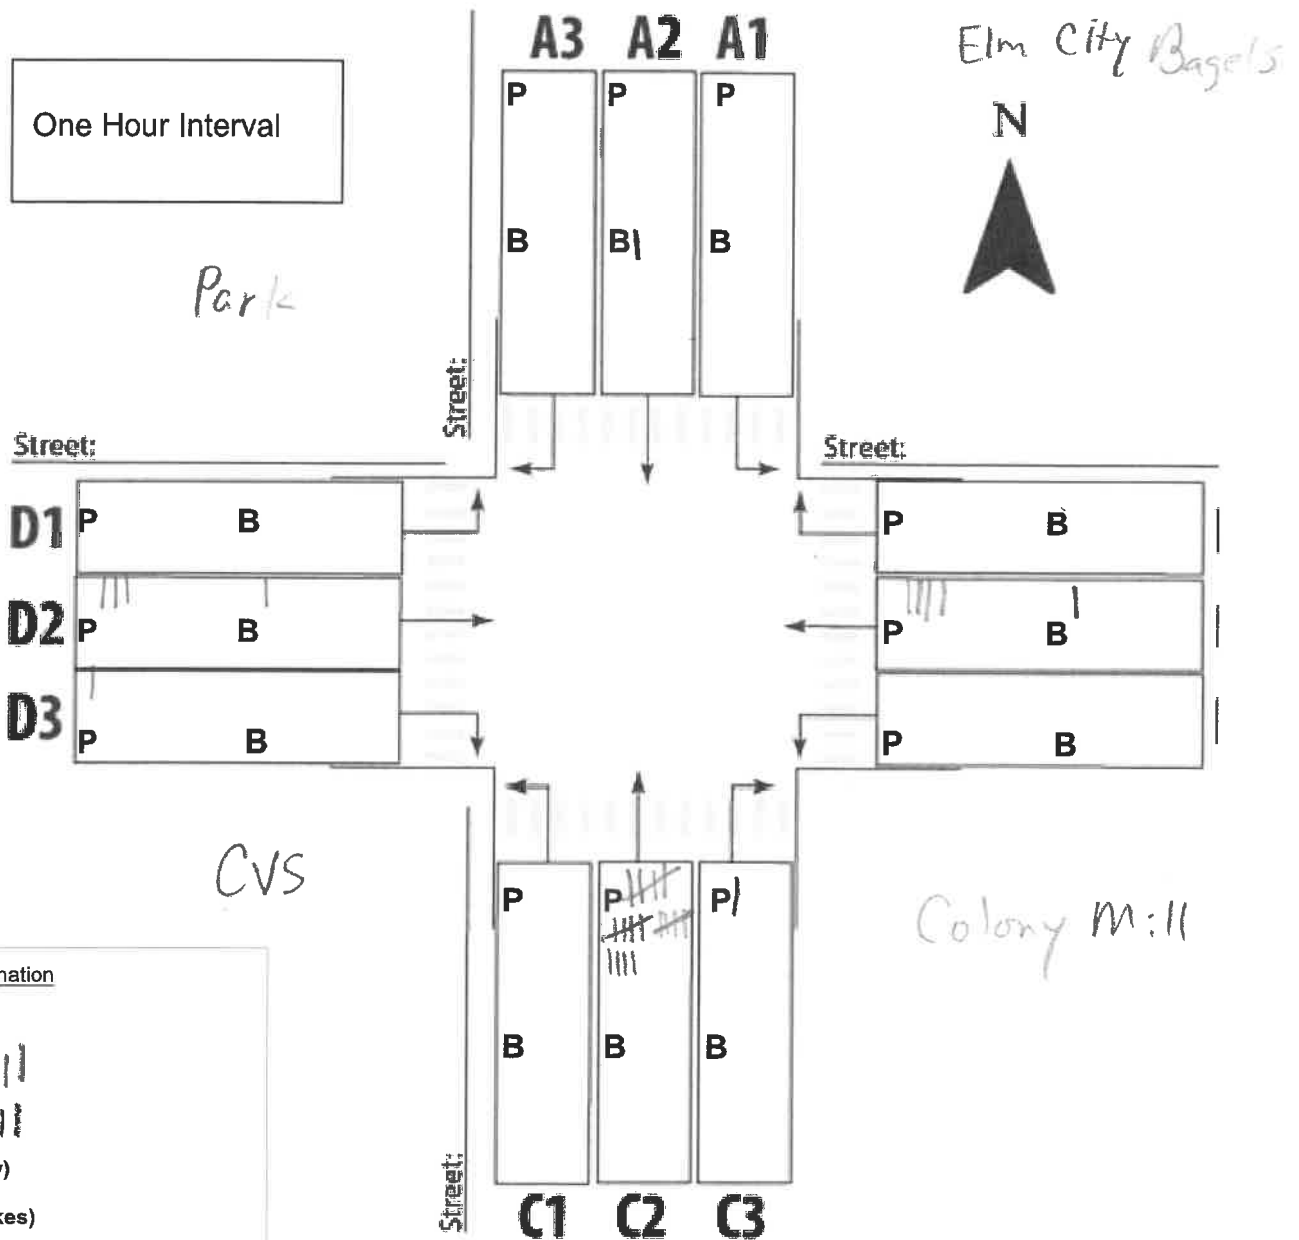 A3 A2 A1
Elm City Bagels
P P P
One Hour Interval
N
B B| B
Park
Street:
Street:
Street:
D1 P B
P B
D2 P B
P B
D3 P B
P B
CVS
P P P|
Colony Mill
B B B
Street:
C1 C2 C3